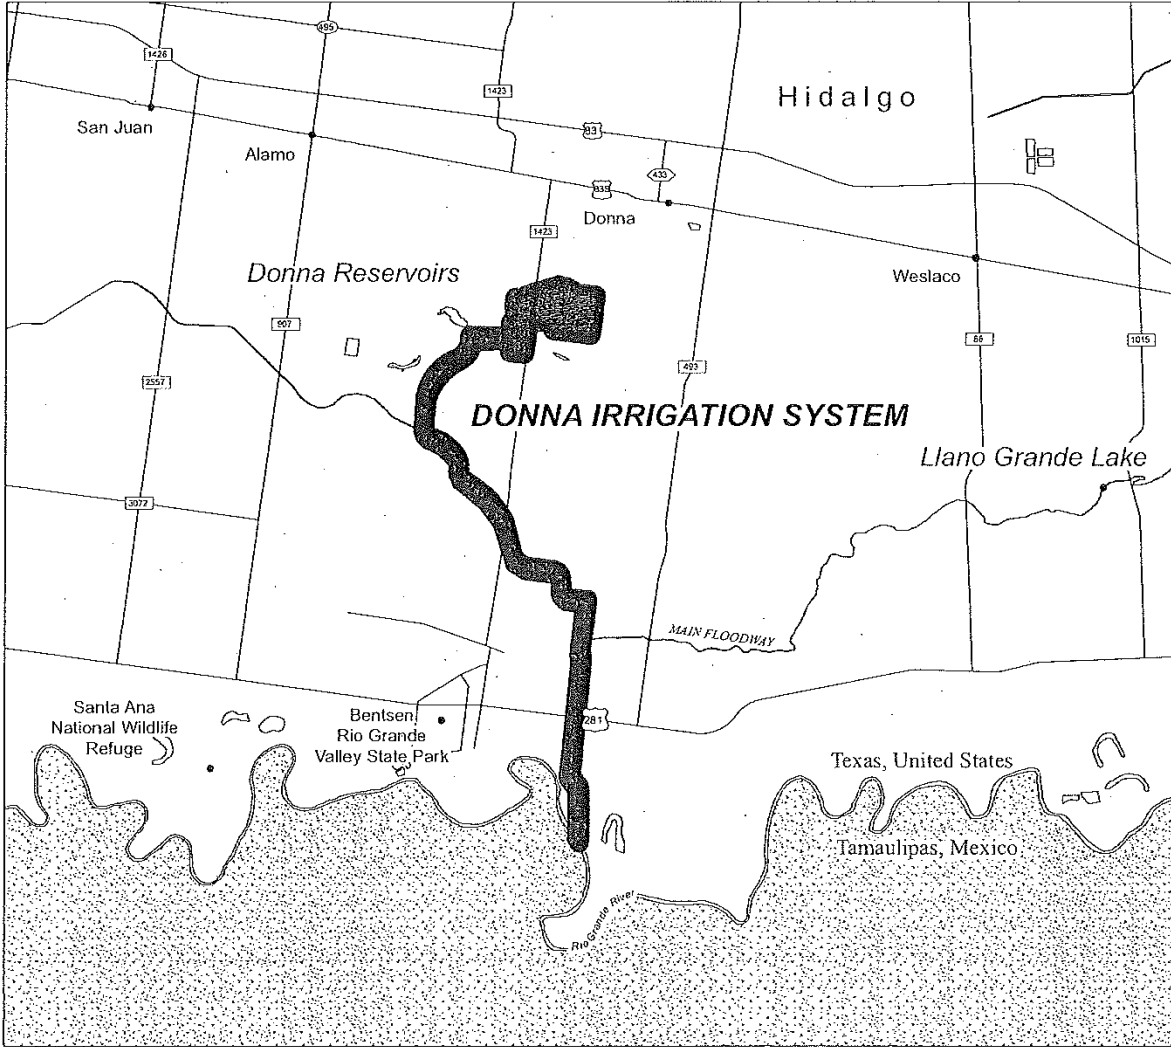 495
1426
1423
Hidalgo
San Juan
Alamo
83
433
Donna
1423
Donna Reservoirs
Weslaco
907
88
1015
2557
493
DONNA IRRIGATION SYSTEM
Llano Grande Lake
3072
MAIN FLOODWAY
Santa Ana
National Wildlife
Refuge
Bentsen
Rio Grande
Valley State Park
281
Texas, United States
Tamaulipas, Mexico
Rio Grande River